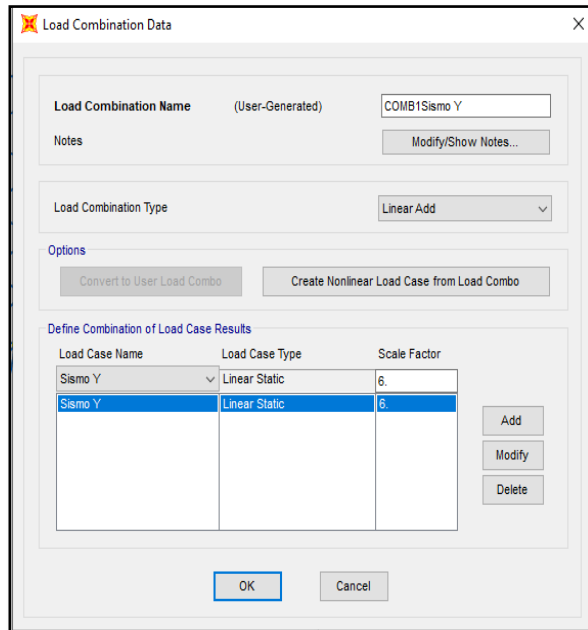 Load Combination Data
Load Combination Name (User-Generated) COMB1Sismo Y
Notes Modify/Show Notes...
Load Combination Type Linear Add
Options
Convert to User Load Combo Create Nonlinear Load Case from Load Combo
Define Combination of Load Case Results
Load Case Name Load Case Type Scale Factor
Sismo Y Linear Static 6.
Sismo Y Linear Static 6.
Add
Modify
Delete
OK Cancel